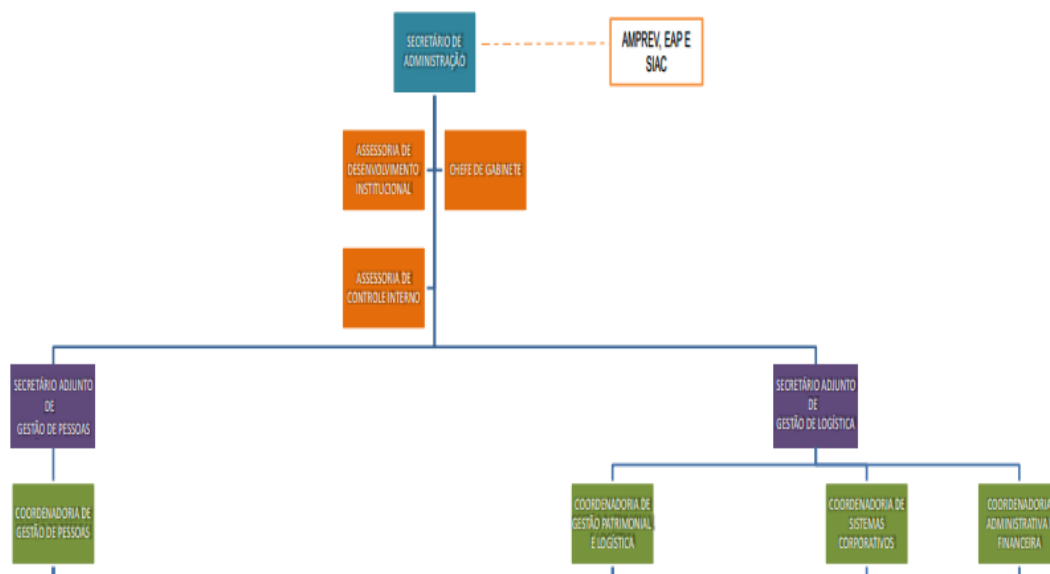 SECRETÁRIO DE
ADMINISTRAÇÃO
AMPREV, EAP E
SIAC
ASSESSORIA DE
DESENVOLVIMENTO
INSTITUCIONAL
CHEFE DE GABINETE
ASSESSORIA DE
CONTROLE INTERNO
SECRETÁRIO ADJUNTO
DE
GESTÃO DE PESSOAS
SECRETÁRIO ADJUNTO
DE
GESTÃO DE LOGÍSTICA
COORDENADORIA DE
GESTÃO DE PESSOAS
COORDENADORIA DE
GESTÃO PATRIMONIAL
E LOGÍSTICA
COORDENADORIA DE
SISTEMAS
CORPORATIVOS
COORDENADORIA
ADMINISTRATIVA
FINANCEIRA